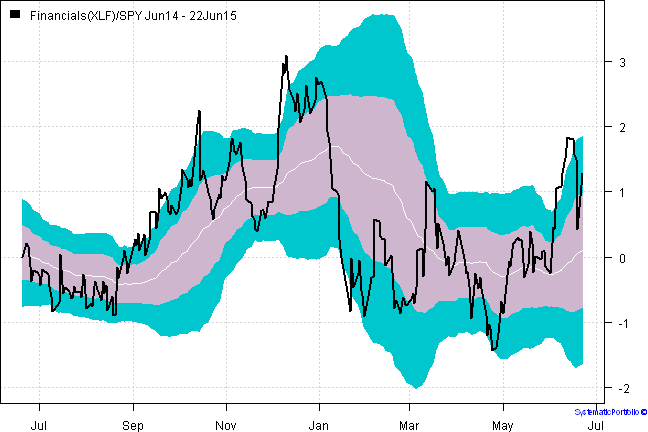 Financials(XLF)/SPY Jun14 - 22Jun15
3
2
1
0
-1
-2
Jul Sep Nov Jan Mar May Jul
SystematicPortfolio ©